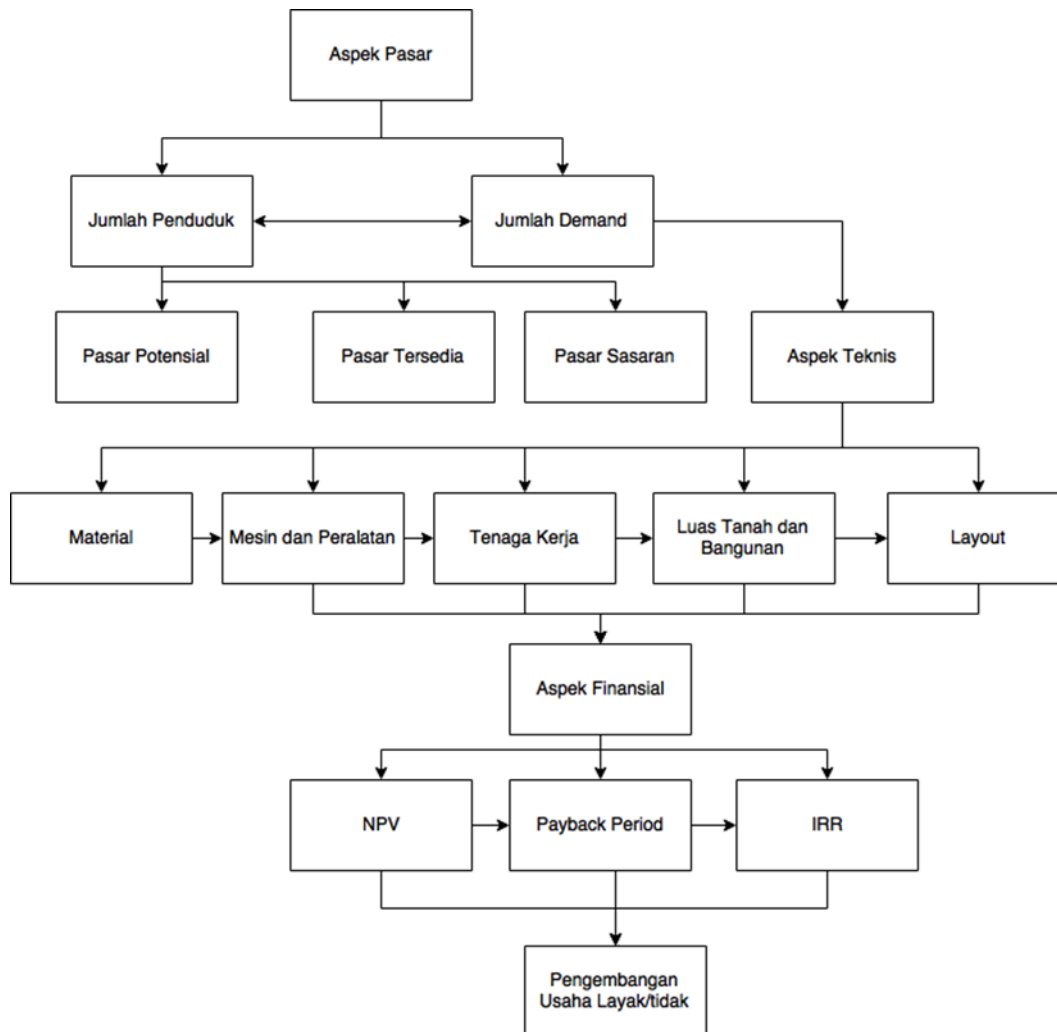 Aspek Pasar
Jumlah Penduduk
Jumlah Demand
Pasar Potensial
Pasar Tersedia
Pasar Sasaran
Aspek Teknis
Material
Mesin dan Peralatan
Tenaga Kerja
Luas Tanah dan
Bangunan
Layout
Aspek Finansial
NPV
Payback Period
IRR
Pengembangan
Usaha Layak/tidak